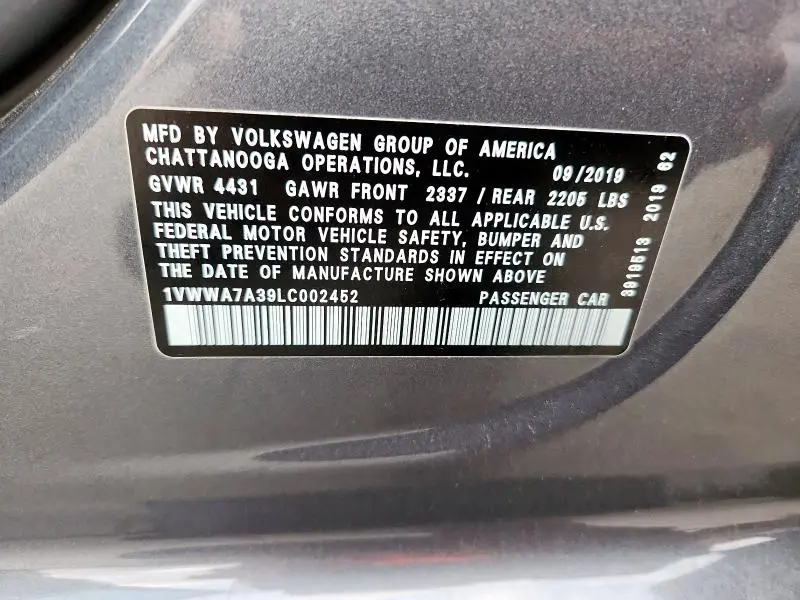 MFD BY VOLKSWAGEN GROUP OF AMERICA
CHATTANOOGA OPERATIONS, LLC.
09/2019
GVWR 4431 GAWR FRONT 2337 / REAR 2205 LBS
THIS VEHICLE CONFORMS TO ALL APPLICABLE U.S.
FEDERAL MOTOR VEHICLE SAFETY, BUMPER AND
THEFT PREVENTION STANDARDS IN EFFECT ON
THE DATE OF MANUFACTURE SHOWN ABOVE
1VWWA7A39LC002452 PASSENGER CAR
3919513 2019 62